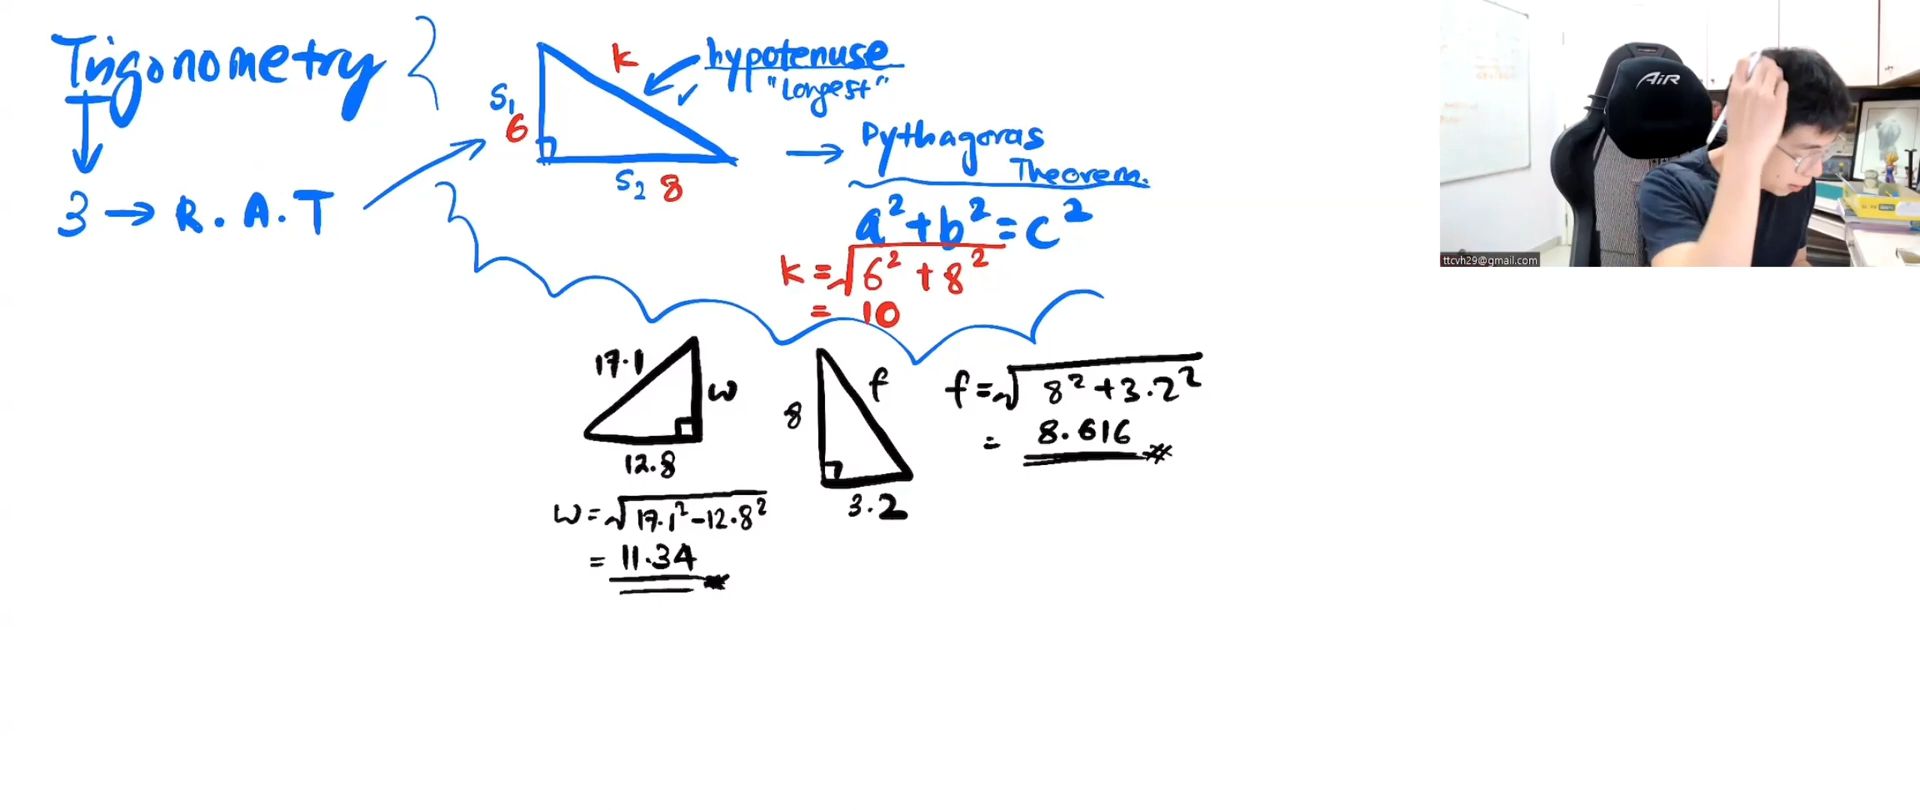 Trigonometry
3 → R.A.T
k
hypotenuse
"Longest"
S₁
6
S₂ 8
→ Pythagoras
Theorem.
a² + b² = c²
k = √6² + 8²
= 10
17.1
w
12.8
w = √17.1² - 12.8²
= 11.34
8
f
3.2
f = √8² + 3.2²
= 8.616
AiR
ttcvh29@gmail.com